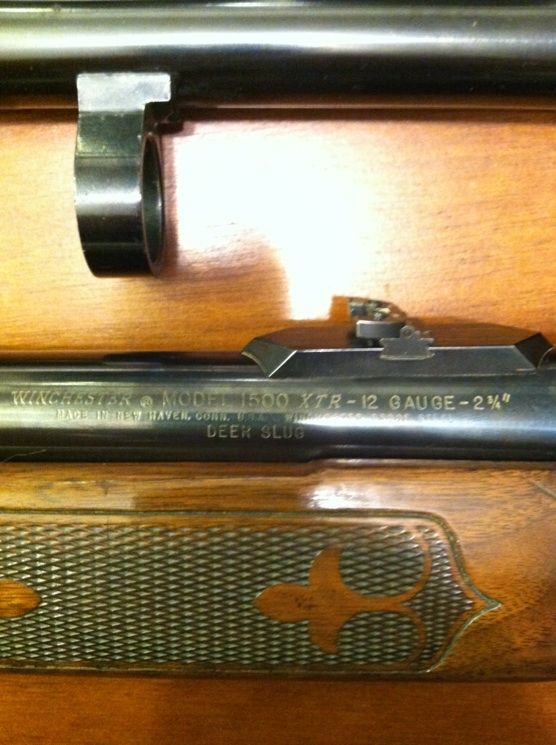 WINCHESTER ® MODEL 1500 XTR - 12 GAUGE - 2¾"
MADE IN NEW HAVEN, CONN. U.S.A.
DEER SLUG